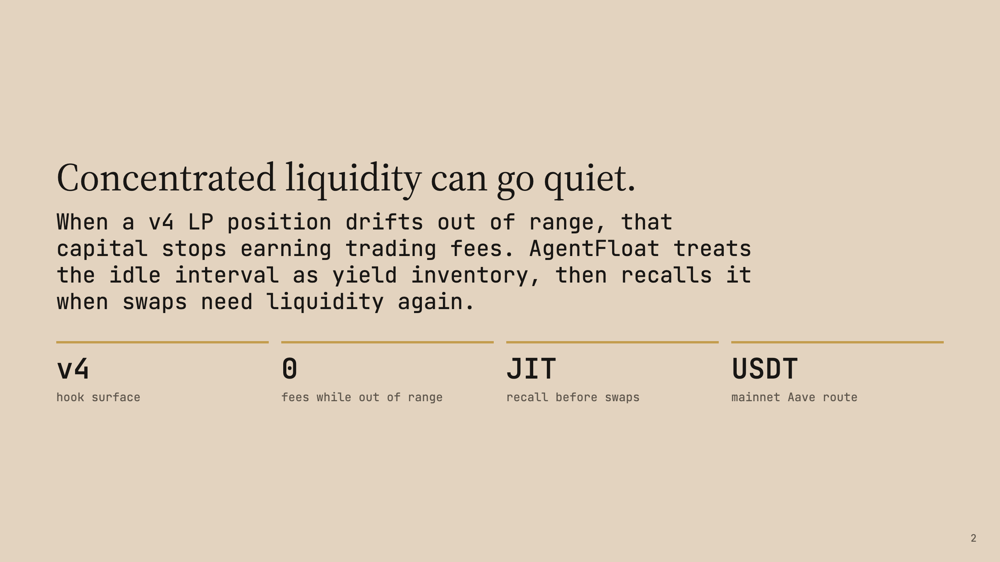 Concentrated liquidity can go quiet.
When a v4 LP position drifts out of range, that
capital stops earning trading fees. AgentFloat treats
the idle interval as yield inventory, then recalls it
when swaps need liquidity again.
v4
hook surface
0
fees while out of range
JIT
recall before swaps
USDT
mainnet Aave route
2